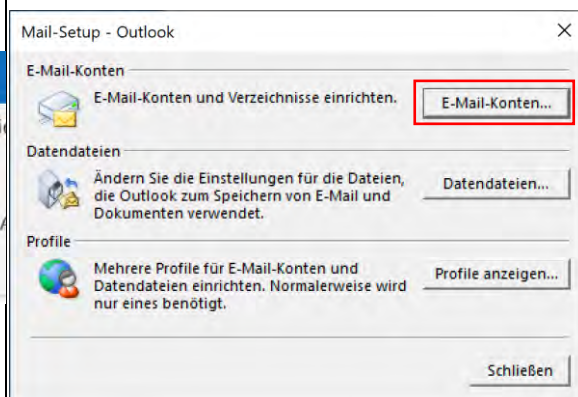 Mail-Setup - Outlook
E-Mail-Konten
E-Mail-Konten und Verzeichnisse einrichten.
E-Mail-Konten...
Datendateien
Ändern Sie die Einstellungen für die Dateien,
die Outlook zum Speichern von E-Mail und
Dokumenten verwendet.
Datendateien...
Profile
Mehrere Profile für E-Mail-Konten und
Datendateien einrichten. Normalerweise wird
nur eines benötigt.
Profile anzeigen...
Schließen